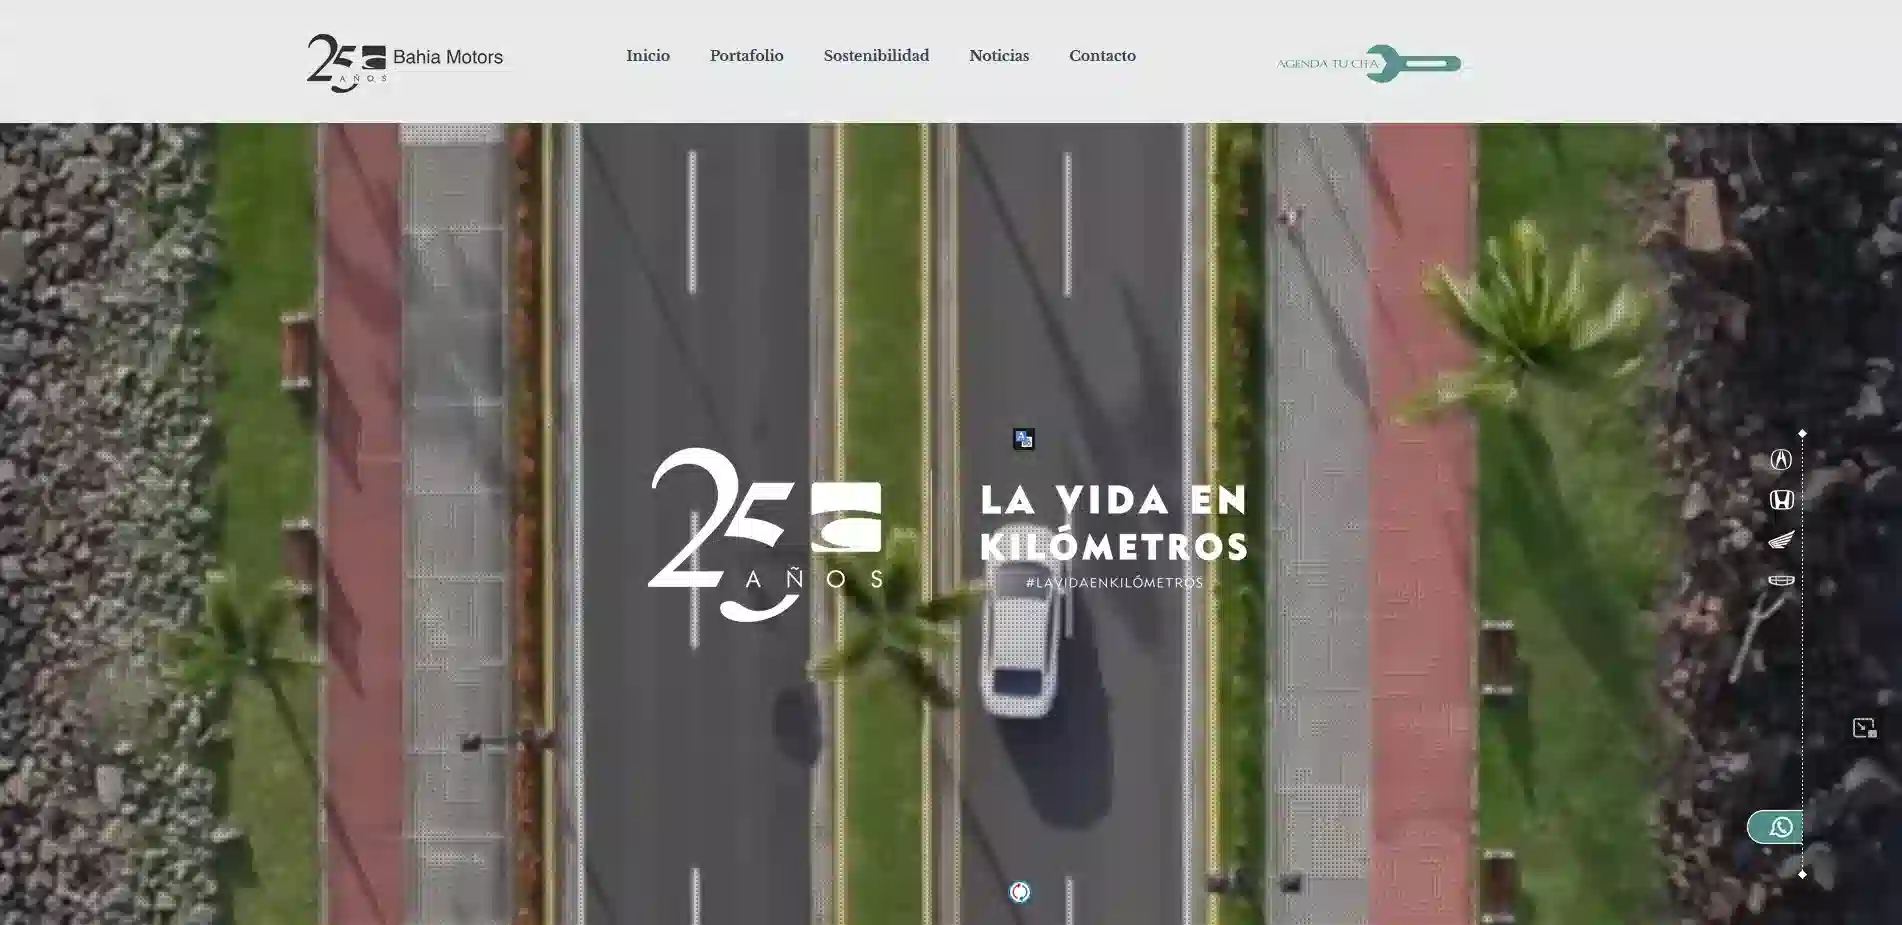 25 AÑOS
Bahia Motors
Inicio
Portafolio
Sostenibilidad
Noticias
Contacto
AGENDA TU CITA
25 AÑOS
LA VIDA EN
KILÓMETROS
#LAVIDAENKILÓMETROS